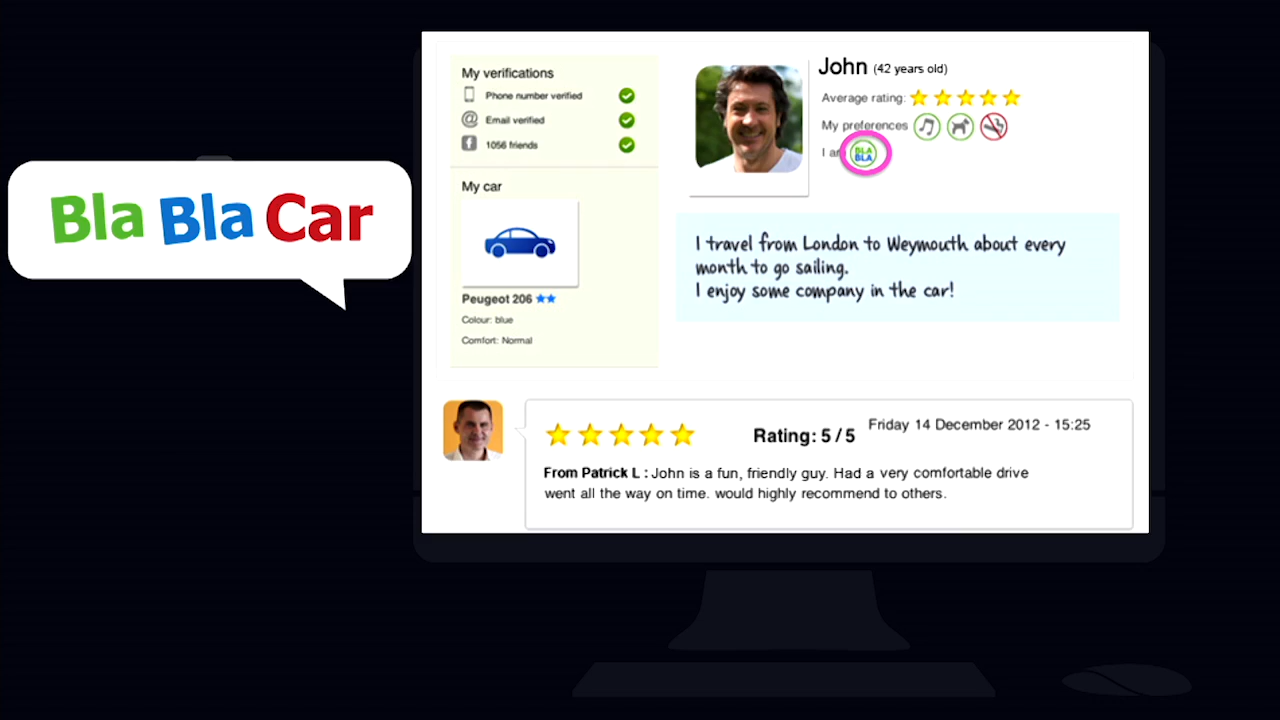 Bla Bla Car
My verifications
Phone number verified
Email verified
1056 friends
My car
Peugeot 206
Colour: blue
Comfort: Normal
John (42 years old)
Average rating:
My preferences
I am
BLA
BLA
I travel from London to Weymouth about every
month to go sailing.
I enjoy some company in the car!
Rating: 5 / 5
Friday 14 December 2012 - 15:25
From Patrick L : John is a fun, friendly guy. Had a very comfortable drive
went all the way on time. would highly recommend to others.